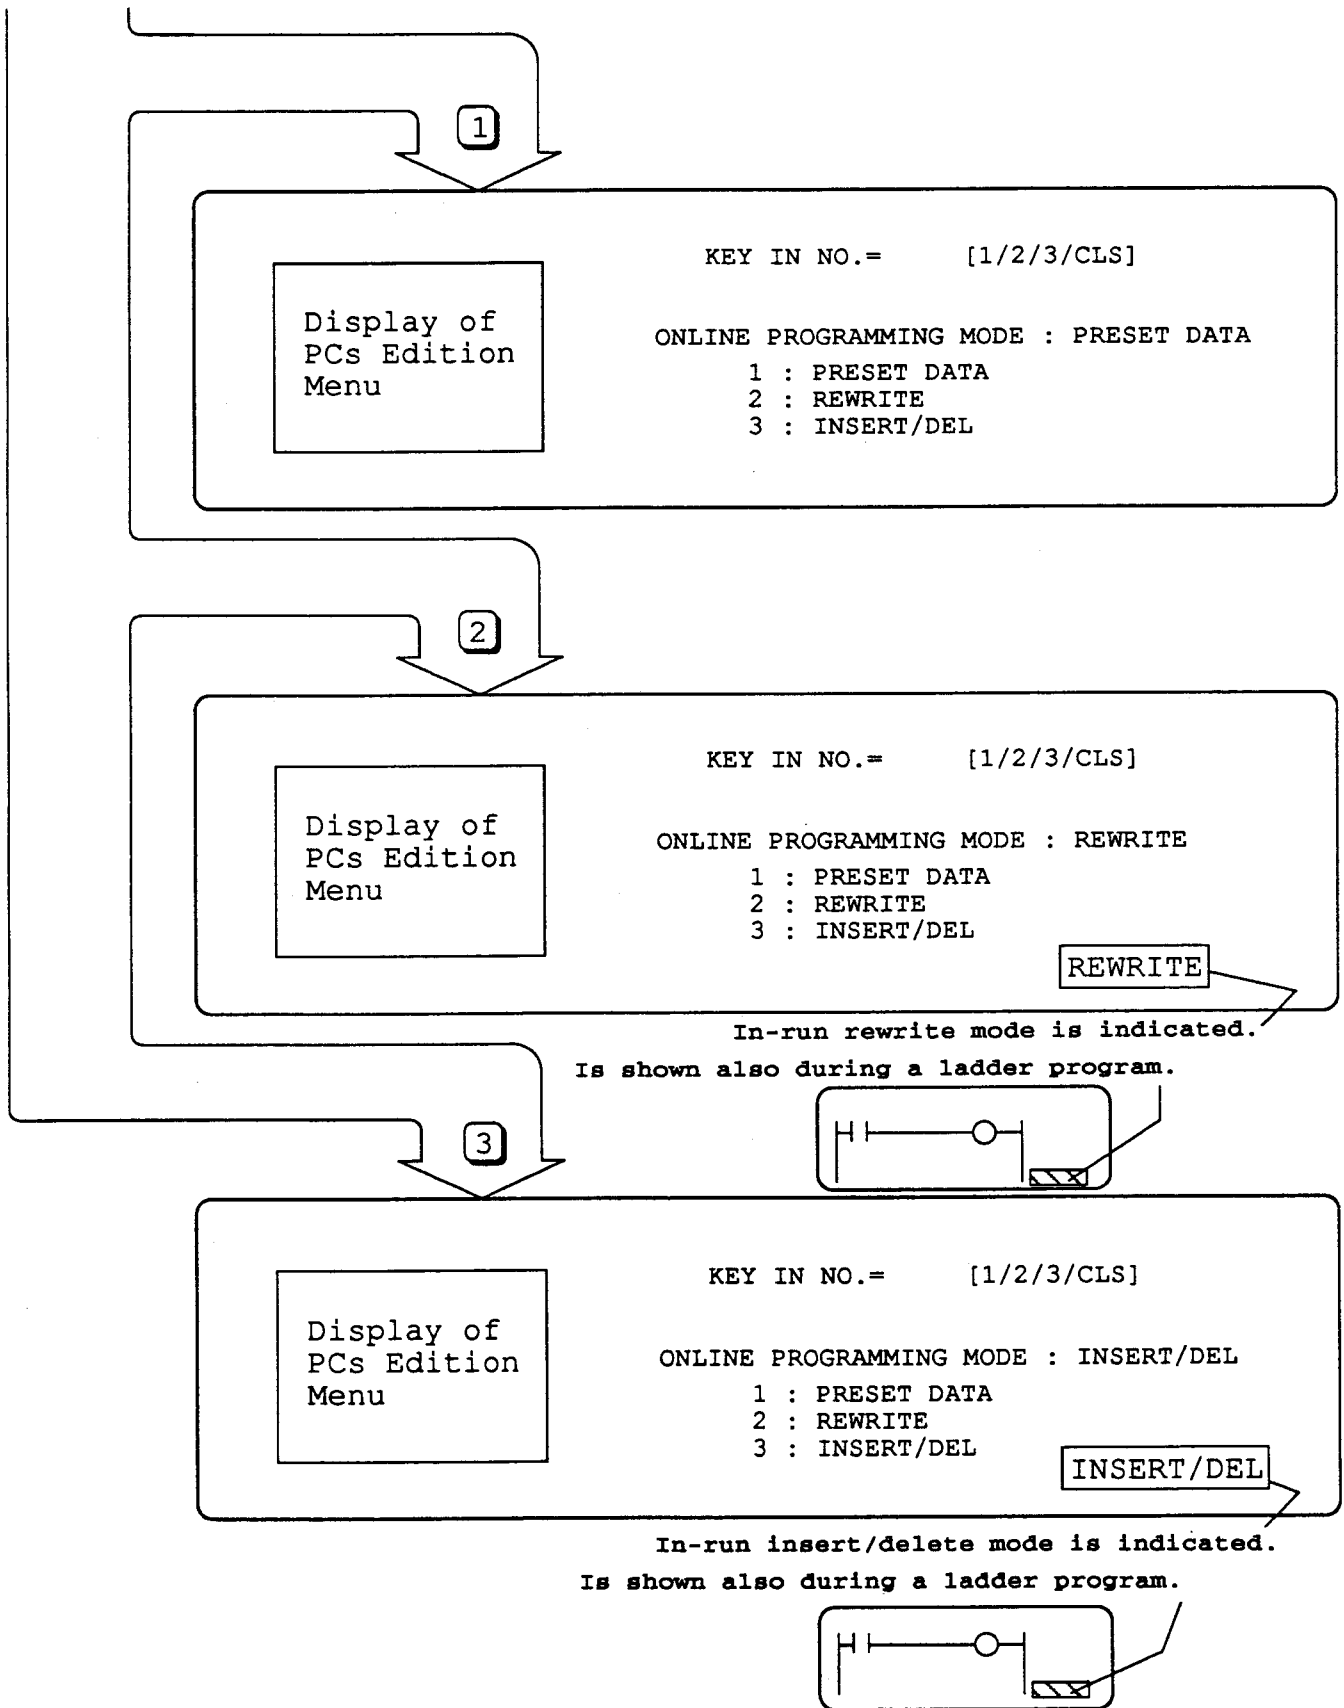 1
KEY IN NO.= [1/2/3/CLS]
Display of
PCs Edition
Menu
ONLINE PROGRAMMING MODE : PRESET DATA
1 : PRESET DATA
2 : REWRITE
3 : INSERT/DEL
2
KEY IN NO.= [1/2/3/CLS]
Display of
PCs Edition
Menu
ONLINE PROGRAMMING MODE : REWRITE
1 : PRESET DATA
2 : REWRITE
3 : INSERT/DEL
REWRITE
In-run rewrite mode is indicated.
Is shown also during a ladder program.
3
KEY IN NO.= [1/2/3/CLS]
Display of
PCs Edition
Menu
ONLINE PROGRAMMING MODE : INSERT/DEL
1 : PRESET DATA
2 : REWRITE
3 : INSERT/DEL
INSERT/DEL
In-run insert/delete mode is indicated.
Is shown also during a ladder program.